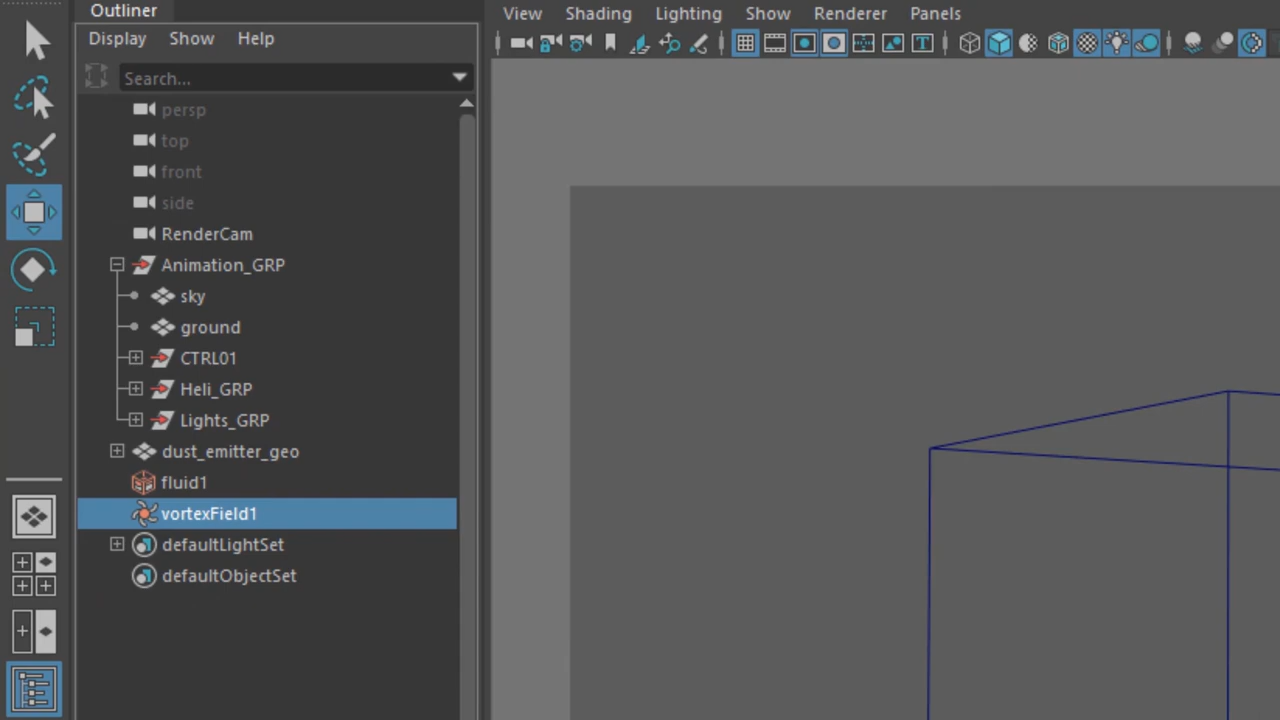 Outliner
Display Show Help
Search...
persp
top
front
side
RenderCam
Animation_GRP
sky
ground
CTRL01
Heli_GRP
Lights_GRP
dust_emitter_geo
fluid1
vortexField1
defaultLightSet
defaultObjectSet
View Shading Lighting Show Renderer Panels